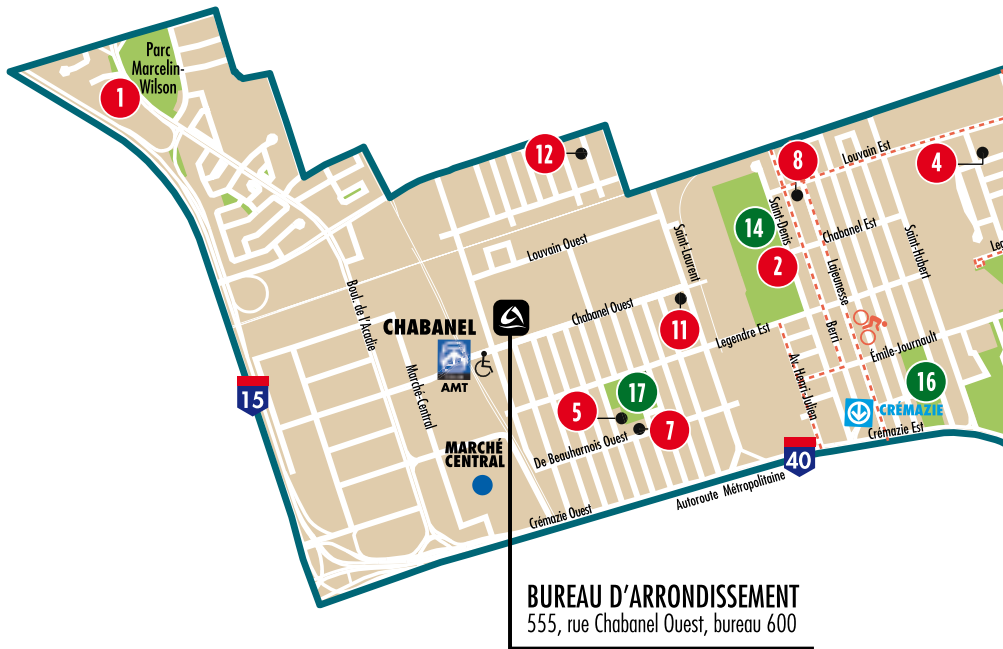 Parc
Marcelin-
Wilson
1
12
8
4
Louvain Est
Saint-Denis
14
2
Chabanel Est
Saint-Hubert
Louvain Ouest
Saint-Laurent
Lajeunesse
Boul. de l'Acadie
CHABANEL
AMT
Chabanel Ouest
11
Legendre Est
Berri
Émile-Journault
Marché-Central
15
17
5
7
Av. Henri-Julien
16
CRÉMAZIE
Crémazie Est
De Beauharnois Ouest
MARCHÉ
CENTRAL
40
Autoroute Métropolitaine
Crémazie Ouest
BUREAU D'ARRONDISSEMENT
555, rue Chabanel Ouest, bureau 600